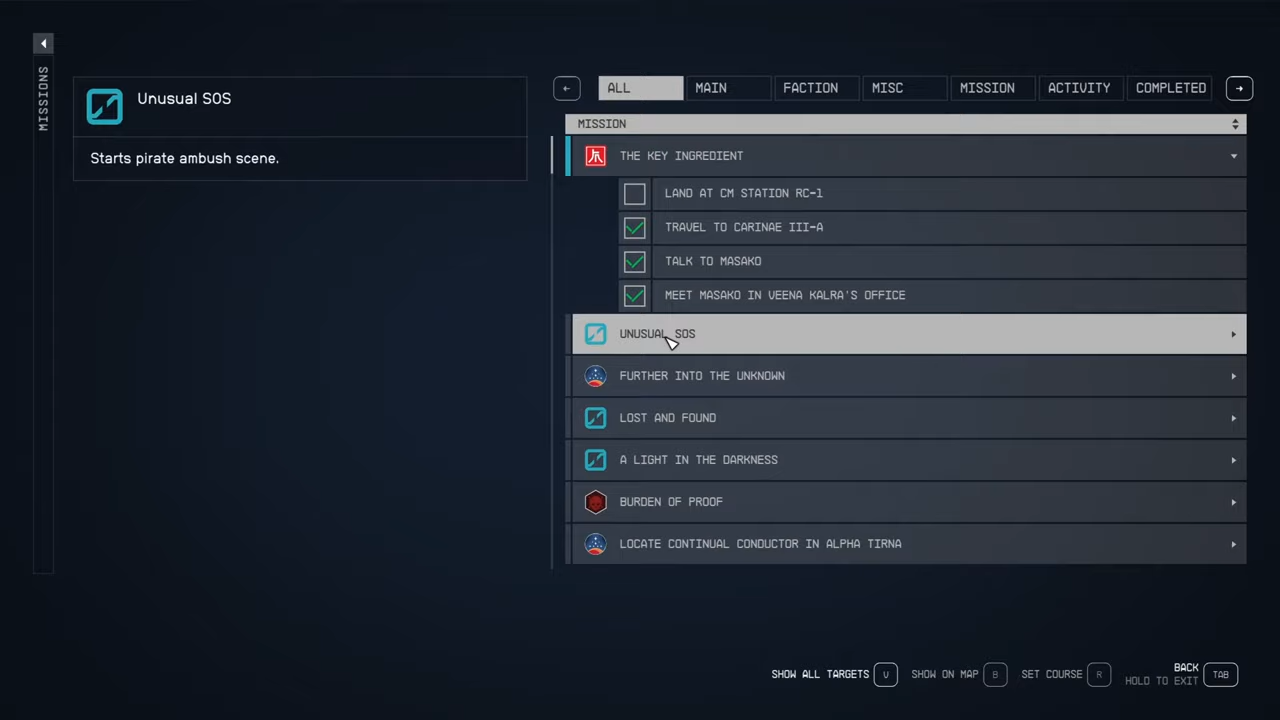 MISSIONS
Unusual SOS
Starts pirate ambush scene.
ALL MAIN FACTION MISC MISSION ACTIVITY COMPLETED
MISSION
THE KEY INGREDIENT
LAND AT CM STATION RC-1
TRAVEL TO CARINAE III-A
TALK TO MASAKO
MEET MASAKO IN VEENA KALRA'S OFFICE
UNUSUAL SOS
FURTHER INTO THE UNKNOWN
LOST AND FOUND
A LIGHT IN THE DARKNESS
BURDEN OF PROOF
LOCATE CONTINUAL CONDUCTOR IN ALPHA TIRNA
SHOW ALL TARGETS V SHOW ON MAP B SET COURSE R BACK TAB
HOLD TO EXIT